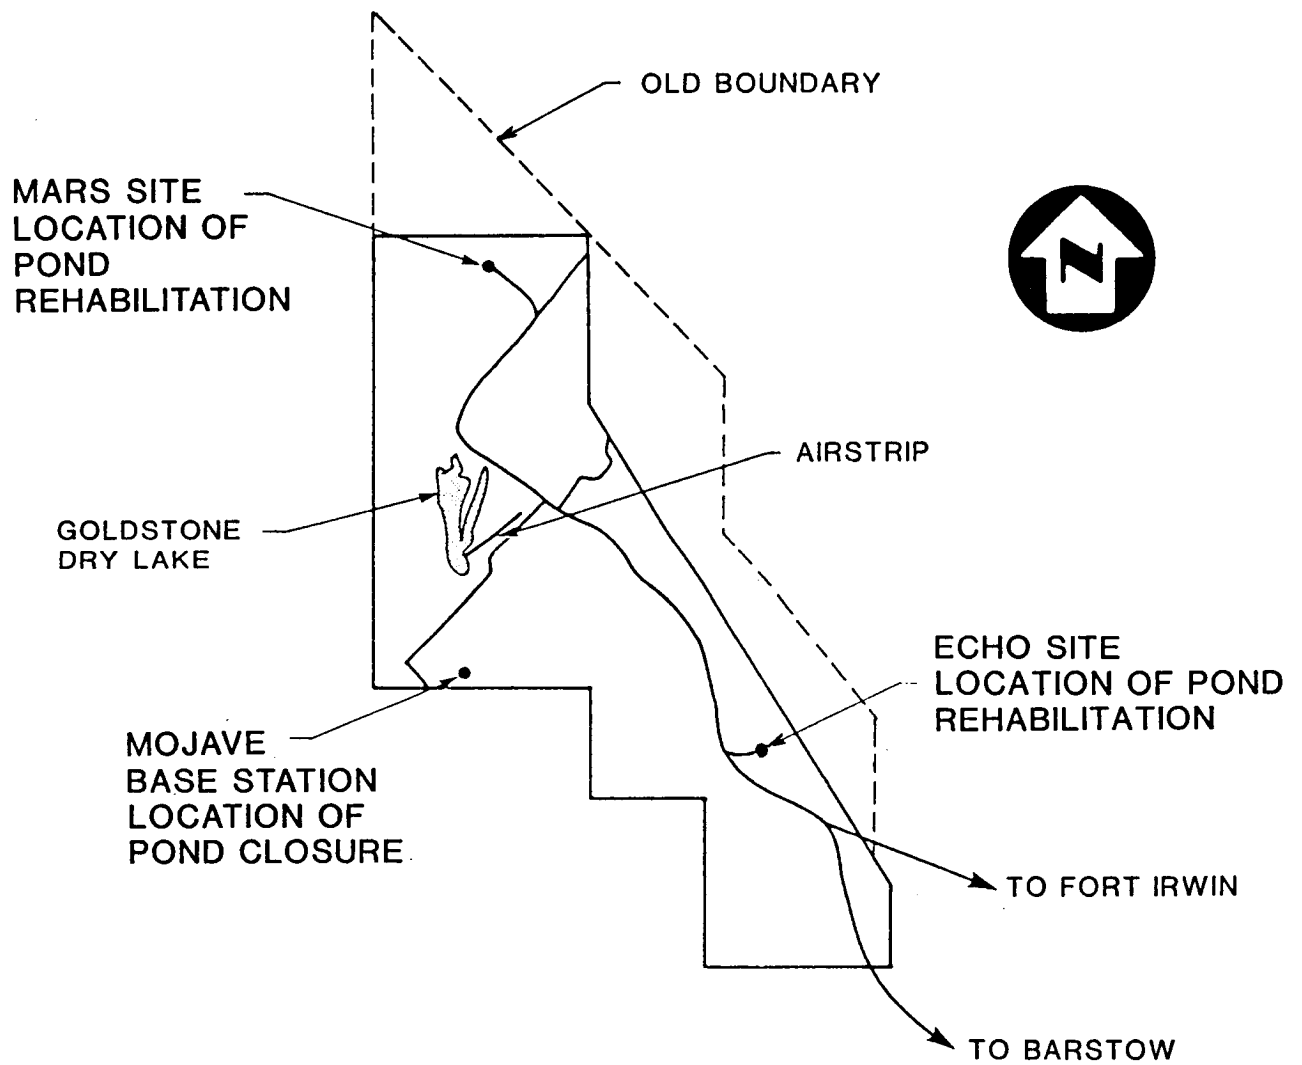 OLD BOUNDARY
MARS SITE
LOCATION OF
POND
REHABILITATION
N
AIRSTRIP
GOLDSTONE
DRY LAKE
ECHO SITE
LOCATION OF POND
REHABILITATION
MOJAVE
BASE STATION
LOCATION OF
POND CLOSURE
TO FORT IRWIN
TO BARSTOW